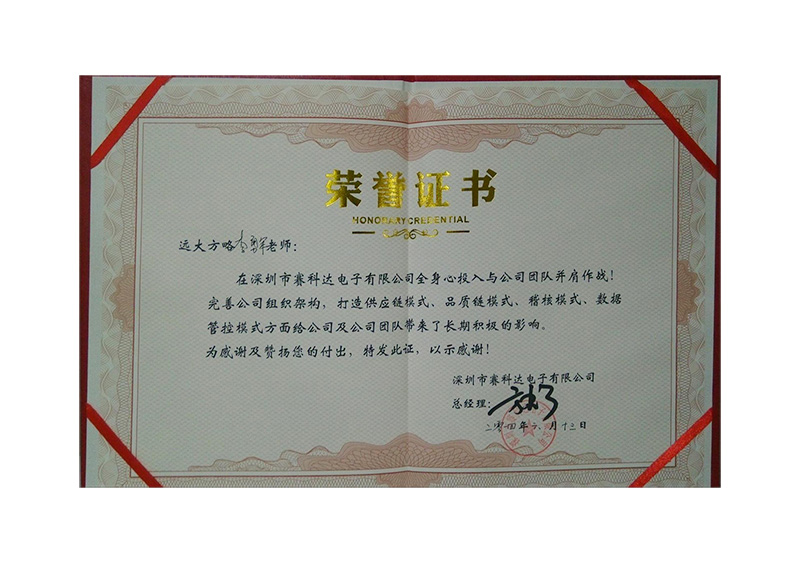 荣誉证书
HONORARY CREDENTIAL
远大方略老师：
在深圳市赛科达电子有限公司全身心投入与公司团队并肩作战！
完善公司组织架构，打造供应链模式、品质链模式、稽核模式、数据
管控模式方面给公司及公司团队带来了长期积极的影响。
为感谢及赞扬您的付出，特发此证，以示感谢！
深圳市赛科达电子有限公司
总经理：
年 月十三日